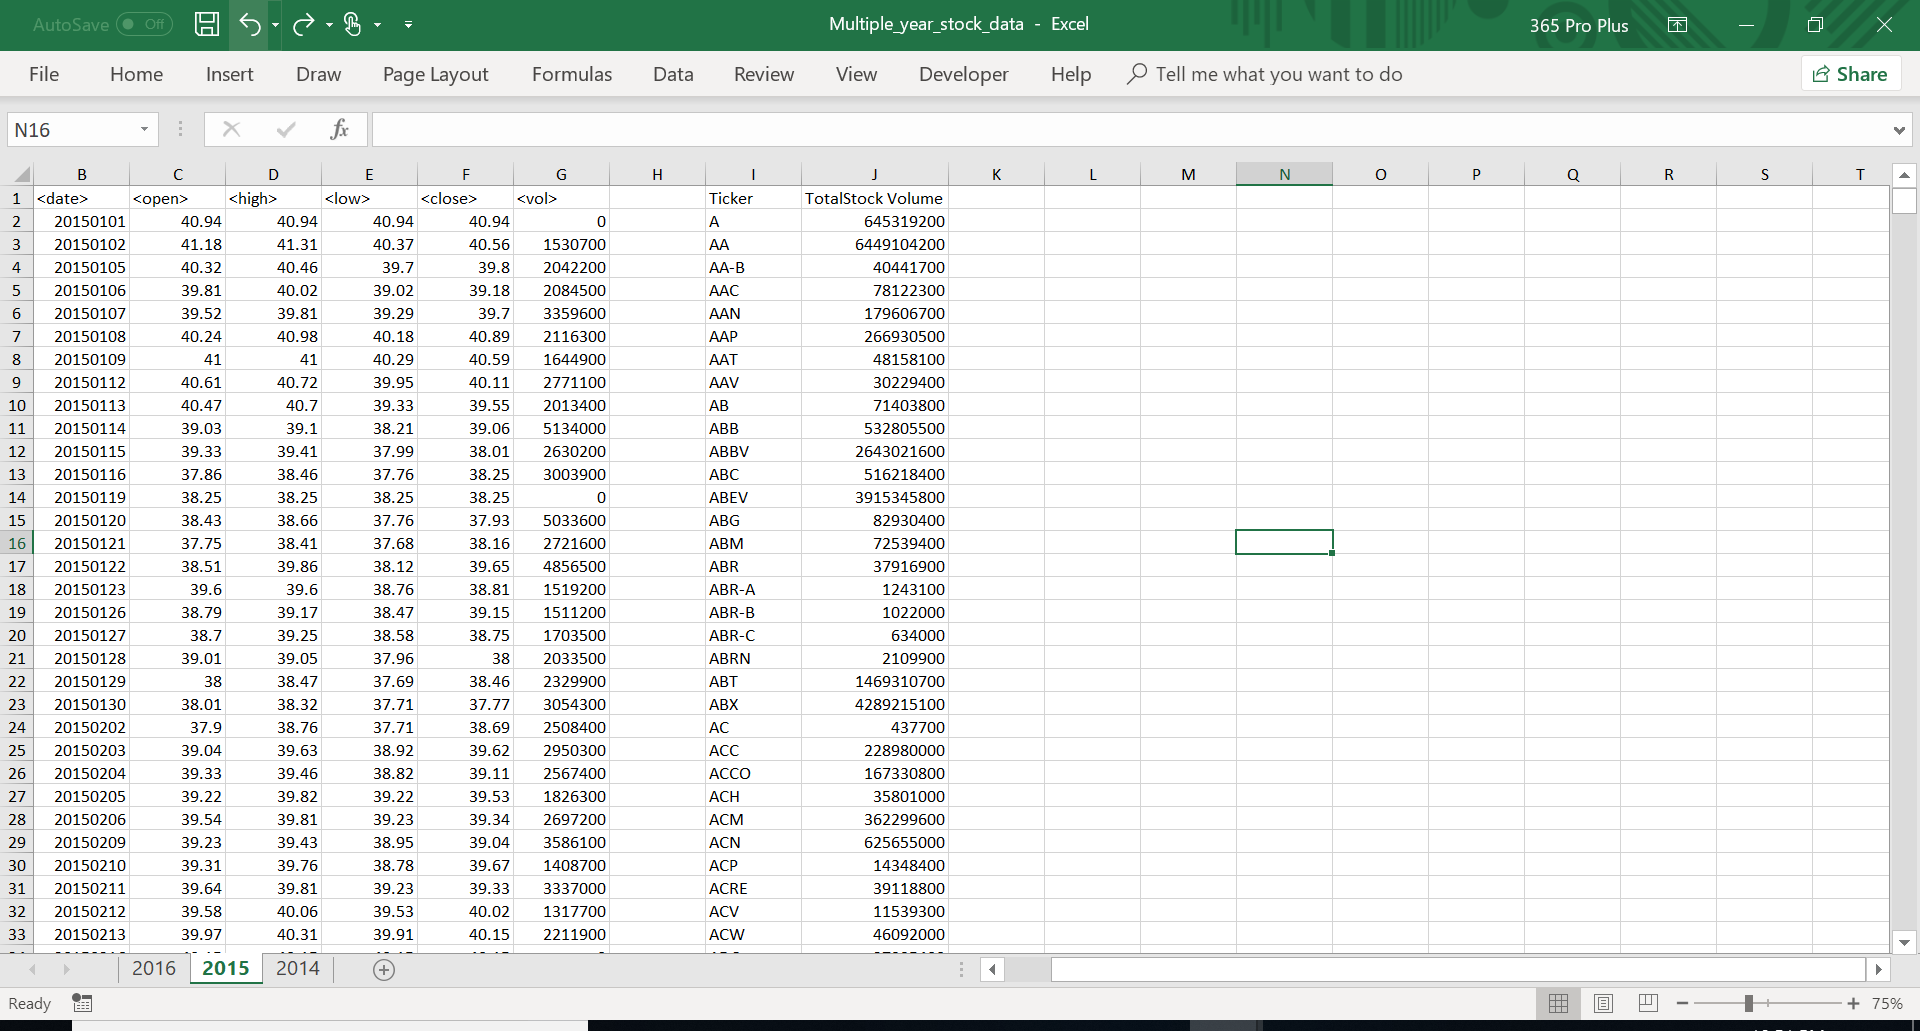 AutoSave Off Multiple_year_stock_data - Excel 365 Pro Plus
File Home Insert Draw Page Layout Formulas Data Review View Developer Help Tell me what you want to do Share
N16 fx
B C D E F G H I J K L M N O P Q R S T
1 <date> <open> <high> <low> <close> <vol> Ticker TotalStock Volume
2 20150101 40.94 40.94 40.94 40.94 0 A 645319200
3 20150102 41.18 41.31 40.37 40.56 1530700 AA 6449104200
4 20150105 40.32 40.46 39.7 39.8 2042200 AA-B 40441700
5 20150106 39.81 40.02 39.02 39.18 2084500 AAC 78122300
6 20150107 39.52 39.81 39.29 39.7 3359600 AAN 179606700
7 20150108 40.24 40.98 40.18 40.89 2116300 AAP 266930500
8 20150109 41 41 40.29 40.59 1644900 AAT 48158100
9 20150112 40.61 40.72 39.95 40.11 2771100 AAV 30229400
10 20150113 40.47 40.7 39.33 39.55 2013400 AB 71403800
11 20150114 39.03 39.1 38.21 39.06 5134000 ABB 532805500
12 20150115 39.33 39.41 37.99 38.01 2630200 ABBV 2643021600
13 20150116 37.86 38.46 37.76 38.25 3003900 ABC 516218400
14 20150119 38.25 38.25 38.25 38.25 0 ABEV 3915345800
15 20150120 38.43 38.66 37.76 37.93 5033600 ABG 82930400
16 20150121 37.75 38.41 37.68 38.16 2721600 ABM 72539400
17 20150122 38.51 39.86 38.12 39.65 4856500 ABR 37916900
18 20150123 39.6 39.6 38.76 38.81 1519200 ABR-A 1243100
19 20150126 38.79 39.17 38.47 39.15 1511200 ABR-B 1022000
20 20150127 38.7 39.25 38.58 38.75 1703500 ABR-C 634000
21 20150128 39.01 39.05 37.96 38 2033500 ABRN 2109900
22 20150129 38 38.47 37.69 38.46 2329900 ABT 1469310700
23 20150130 38.01 38.32 37.71 37.77 3054300 ABX 4289215100
24 20150202 37.9 38.76 37.71 38.69 2508400 AC 437700
25 20150203 39.04 39.63 38.92 39.62 2950300 ACC 228980000
26 20150204 39.33 39.46 38.82 39.11 2567400 ACCO 167330800
27 20150205 39.22 39.82 39.22 39.53 1826300 ACH 35801000
28 20150206 39.54 39.81 39.23 39.34 2697200 ACM 362299600
29 20150209 39.23 39.43 38.95 39.04 3586100 ACN 625655000
30 20150210 39.31 39.76 38.78 39.67 1408700 ACP 14348400
31 20150211 39.64 39.81 39.23 39.33 3337000 ACRE 39118800
32 20150212 39.58 40.06 39.53 40.02 1317700 ACV 11539300
33 20150213 39.97 40.31 39.91 40.15 2211900 ACW 46092000
2016 2015 2014
Ready 75%